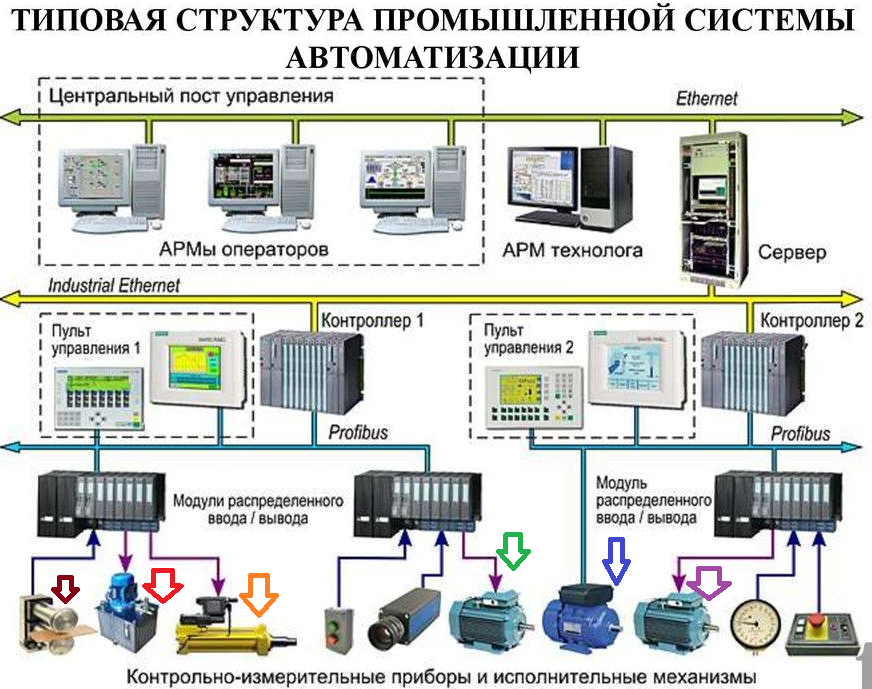 ТИПОВАЯ СТРУКТУРА ПРОМЫШЛЕННОЙ СИСТЕМЫ
АВТОМАТИЗАЦИИ
Центральный пост управления
Ethernet
АРМы операторов
АРМ технолога
Сервер
Industrial Ethernet
Пульт
управления 1
Контроллер 1
Пульт
управления 2
Контроллер 2
Profibus
Profibus
Модули распределенного
ввода / вывода
Модуль
распределенного
ввода / вывода
Контрольно-измерительные приборы и исполнительные механизмы